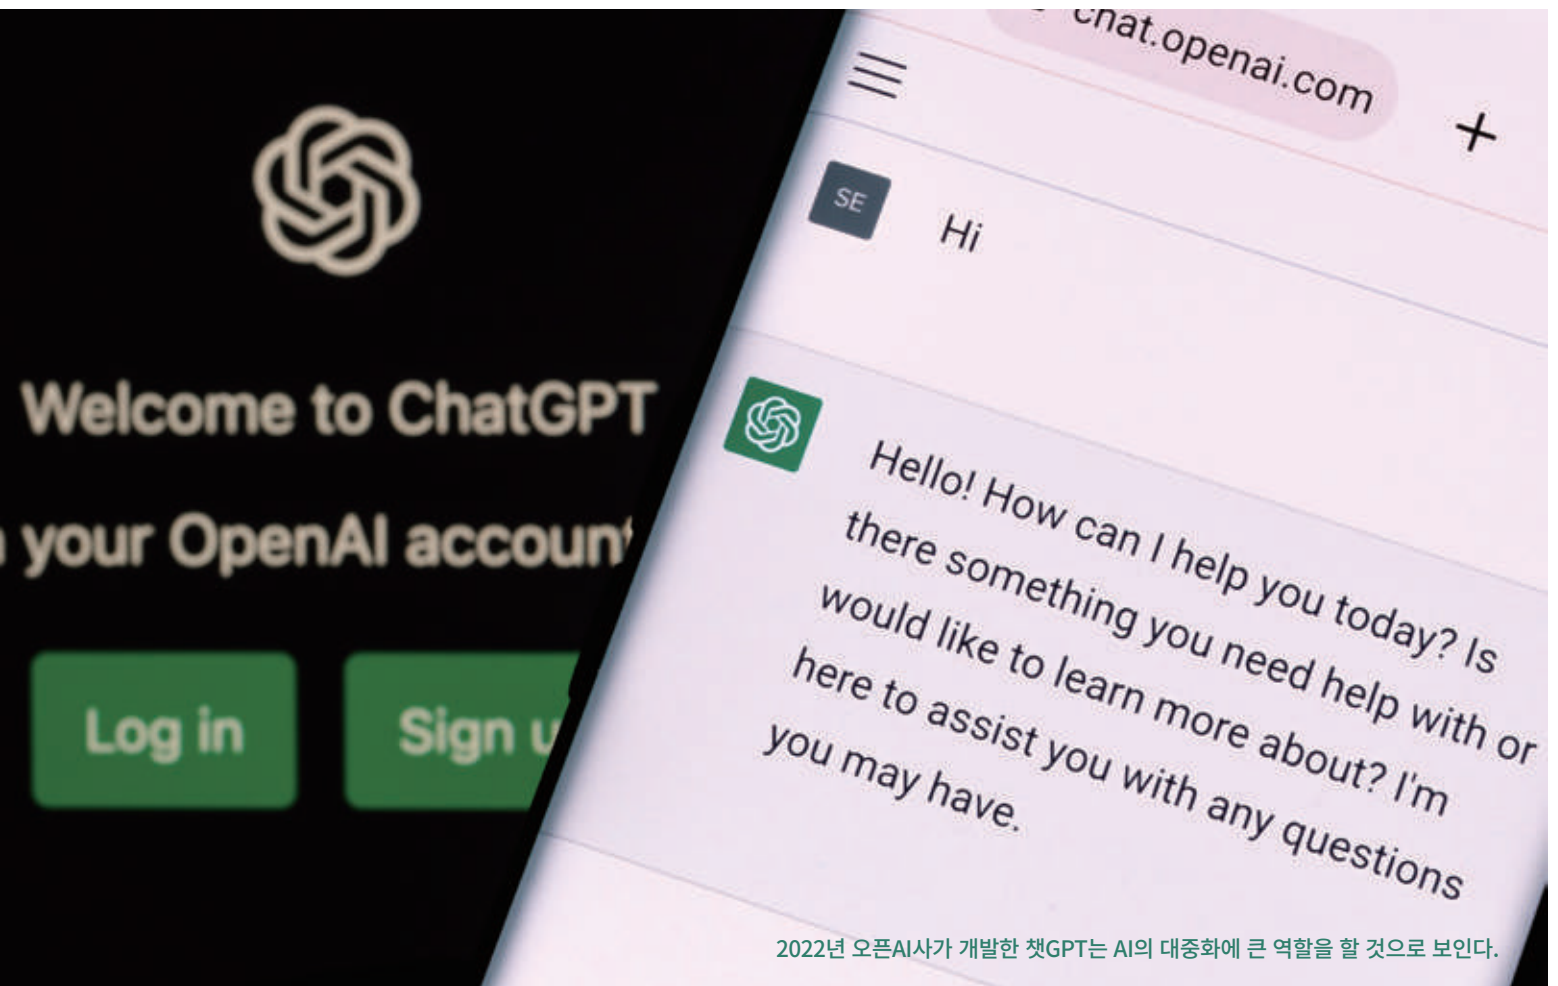 Welcome to ChatGPT
your OpenAI account
Log in
Sign u
chat.openai.com
SE
Hi
Hello! How can I help you today? Is
there something you need help with or
would like to learn more about? I'm
here to assist you with any questions
you may have.
2022년 오픈AI사가 개발한 챗GPT는 AI의 대중화에 큰 역할을 할 것으로 보인다.